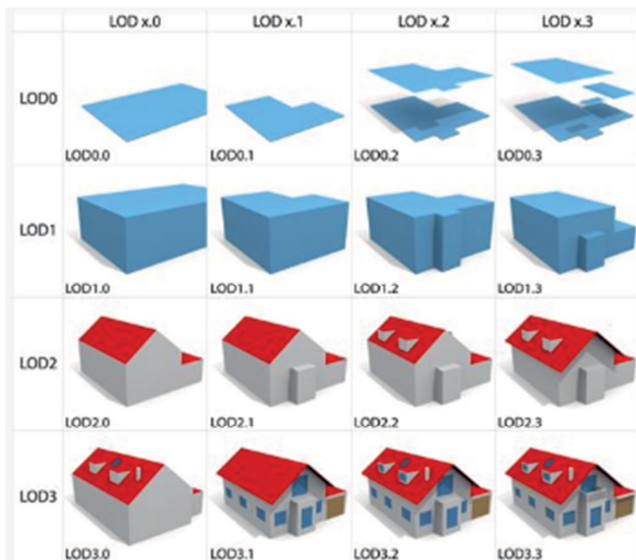 LOD x.0 LOD x.1 LOD x.2 LOD x.3
LOD0
LOD0.0 LOD0.1 LOD0.2 LOD0.3
LOD1
LOD1.0 LOD1.1 LOD1.2 LOD1.3
LOD2
LOD2.0 LOD2.1 LOD2.2 LOD2.3
LOD3
LOD3.0 LOD3.1 LOD3.2 LOD3.3